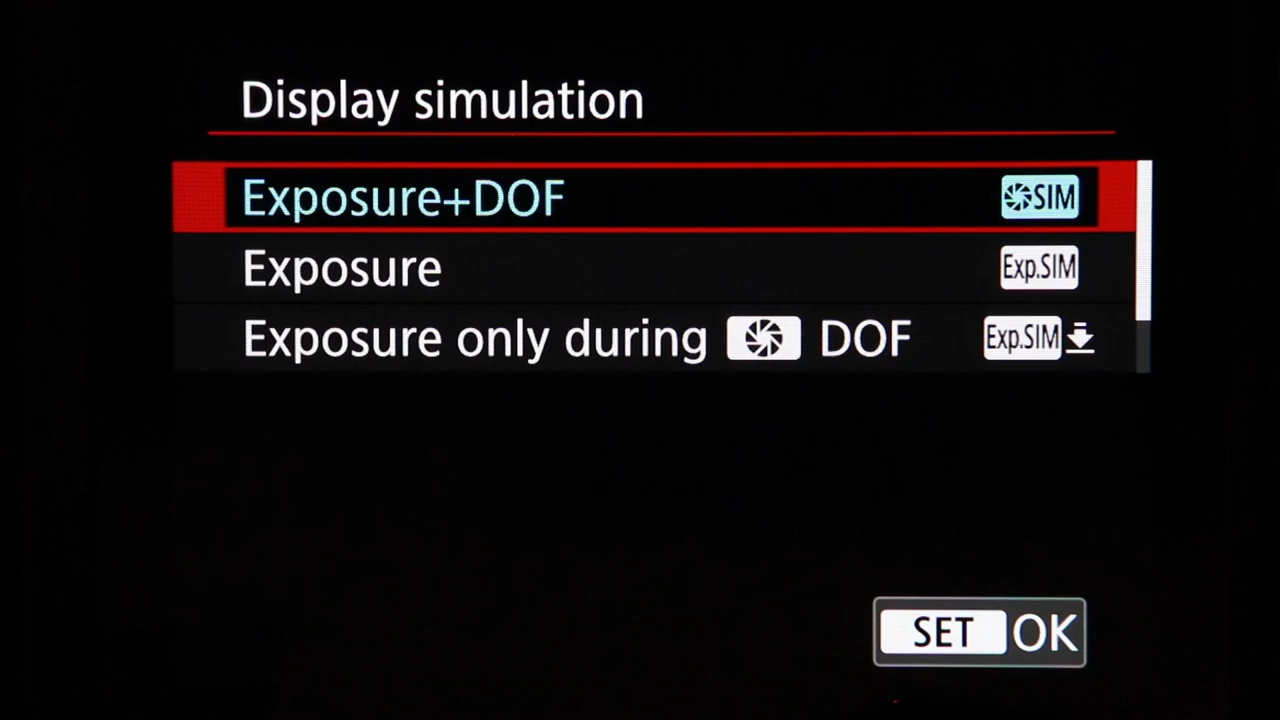 Display simulation
Exposure+DOF SIM
Exposure Exp.SIM
Exposure only during DOF Exp.SIM
SET OK